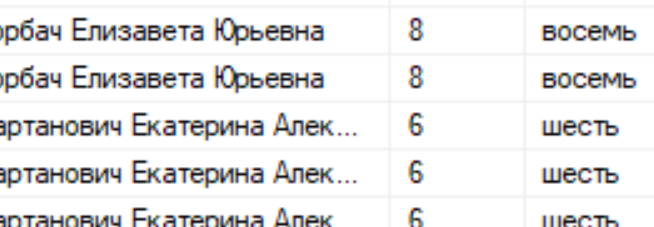 орбач Елизавета Юрьевна 8 восемь
орбач Елизавета Юрьевна 8 восемь
артанович Екатерина Алек... 6 шесть
артанович Екатерина Алек... 6 шесть
артанович Екатерина Алек 6 шесть